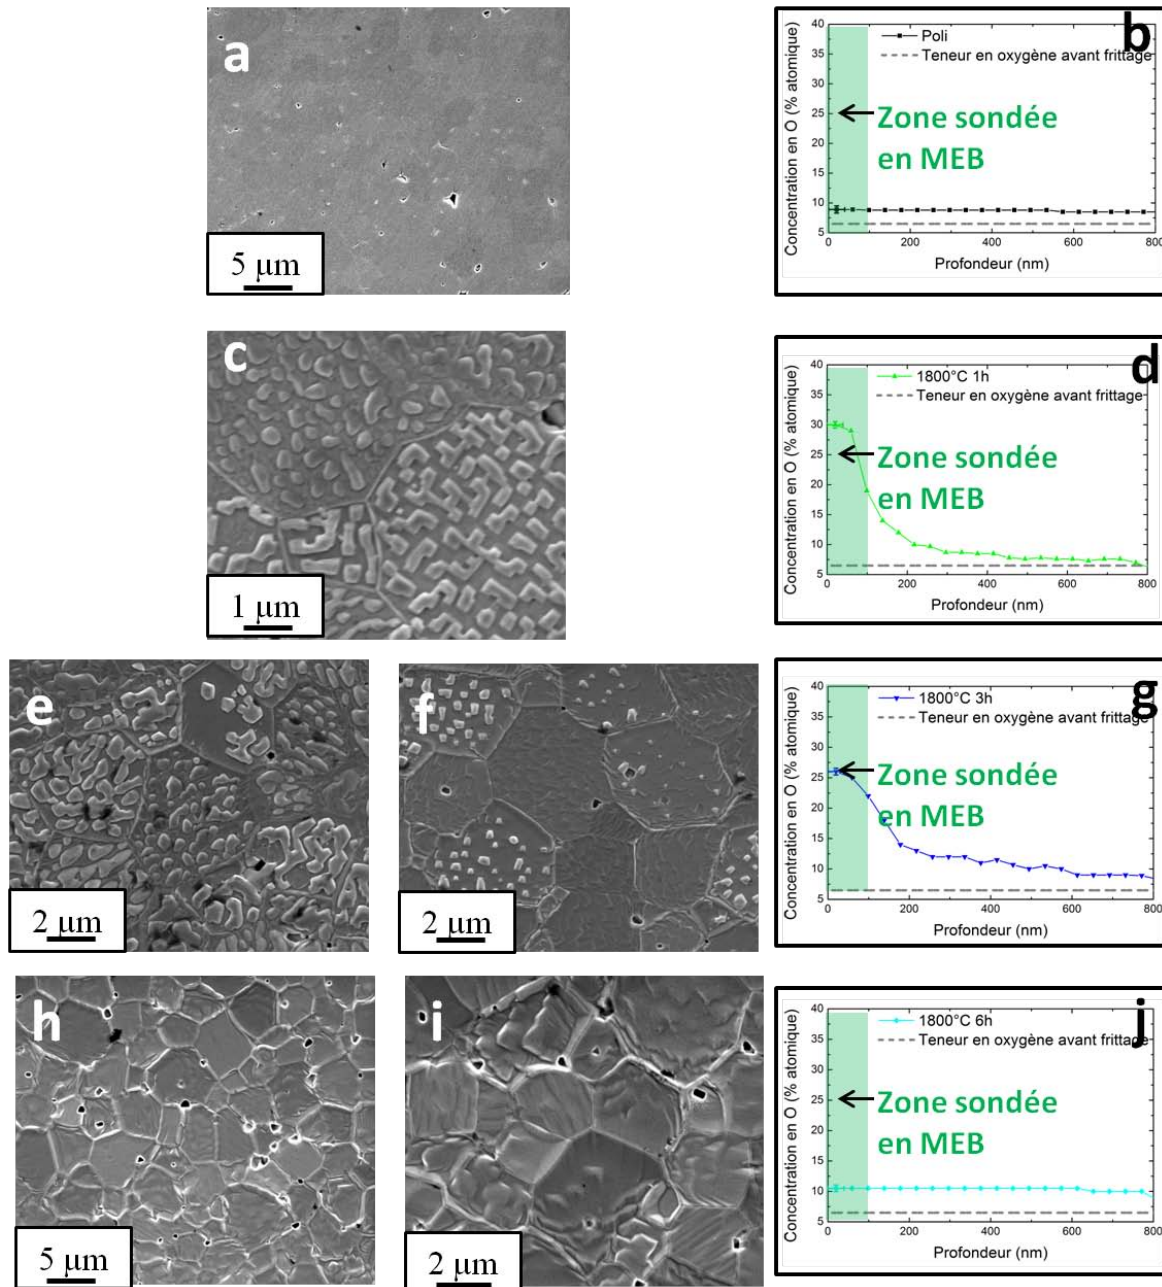 a
5 µm
b
Poli
Teneur en oxygène avant frittage
Zone sondée
en MEB
Concentration en O (% atomique)
40
35
30
25
20
15
10
5
0
200
400
600
800
Profondeur (nm)
c
1 µm
d
1800°C 1h
Teneur en oxygène avant frittage
Zone sondée
en MEB
Concentration en O (% atomique)
40
35
30
25
20
15
10
5
0
200
400
600
800
Profondeur (nm)
e
2 µm
f
2 µm
g
1800°C 3h
Teneur en oxygène avant frittage
Zone sondée
en MEB
Concentration en O (% atomique)
40
35
30
25
20
15
10
5
0
200
400
600
800
Profondeur (nm)
h
5 µm
i
2 µm
j
1800°C 6h
Teneur en oxygène avant frittage
Zone sondée
en MEB
Concentration en O (% atomique)
40
35
30
25
20
15
10
5
0
200
400
600
800
Profondeur (nm)